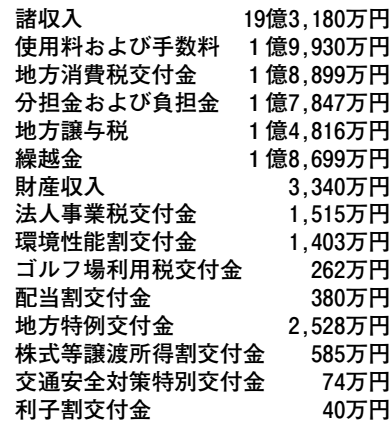 諸収入 19億3,180万円
使用料および手数料 1億9,930万円
地方消費税交付金 1億8,899万円
分担金および負担金 1億7,847万円
地方譲与税 1億4,816万円
繰越金 1億8,699万円
財産収入 3,340万円
法人事業税交付金 1,515万円
環境性能割交付金 1,403万円
ゴルフ場利用税交付金 262万円
配当割交付金 380万円
地方特例交付金 2,528万円
株式等譲渡所得割交付金 585万円
交通安全対策特別交付金 74万円
利子割交付金 40万円